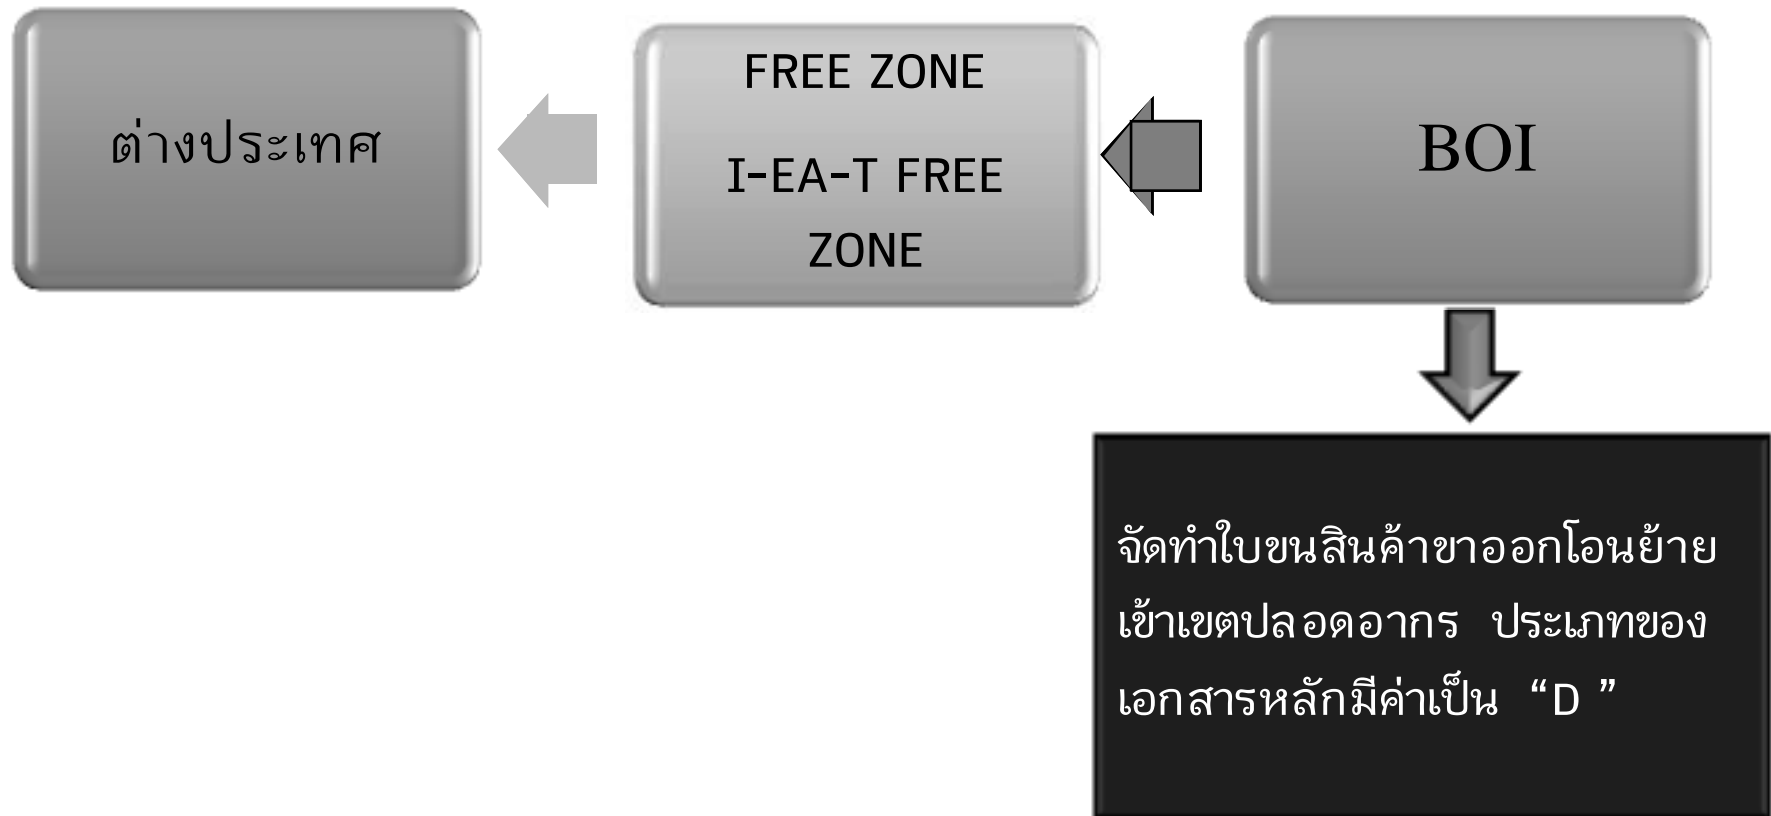 ต่างประเทศ
FREE ZONE
I-EA-T FREE
ZONE
BOI
จัดทำใบขนสินค้าขาออกโอนย้าย
เข้าเขตปลอดอากร ประเภทของ
เอกสารหลักมีค่าเป็น “D ”